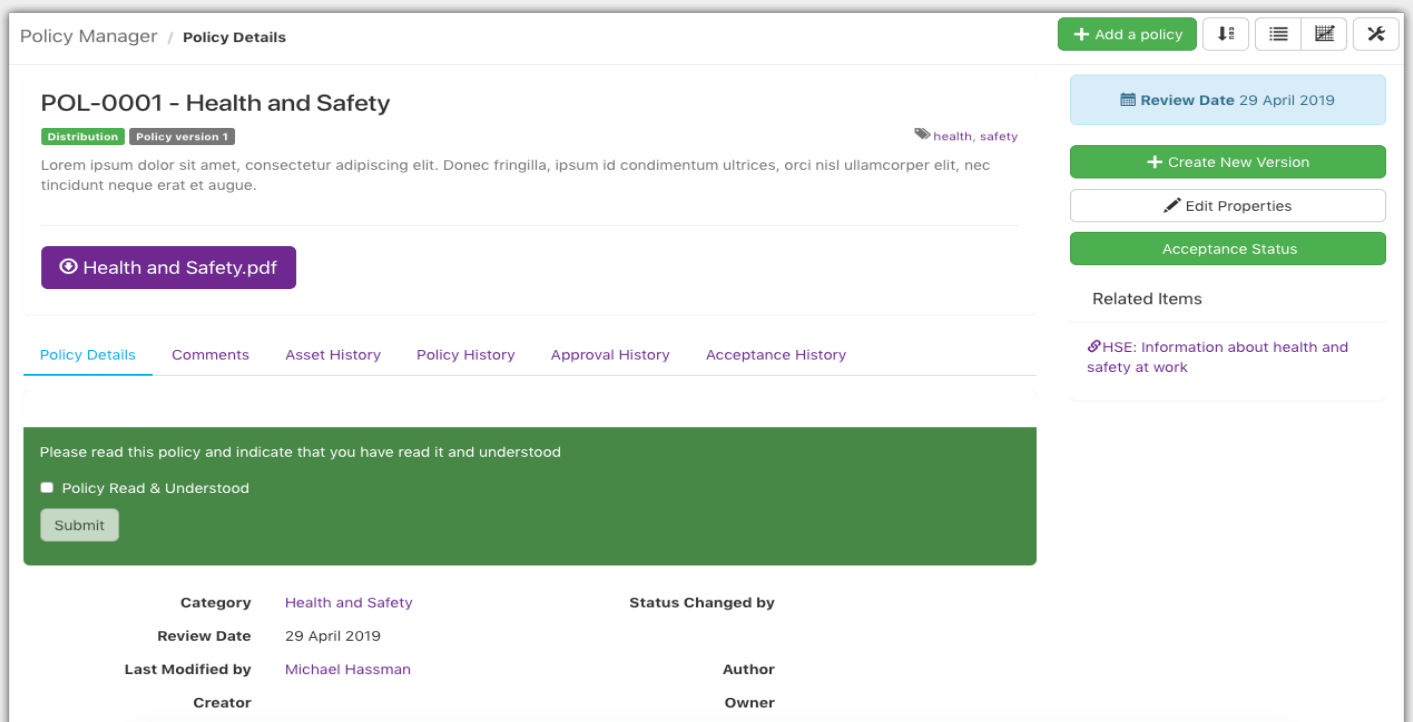 Policy Manager / Policy Details
+ Add a policy
POL-0001 - Health and Safety
Distribution Policy version 1
health, safety
Lorem ipsum dolor sit amet, consectetur adipiscing elit. Donec fringilla, ipsum id condimentum ultrices, orci nisl ullamcorper elit, nec
tincidunt neque erat et augue.
Health and Safety.pdf
Review Date 29 April 2019
+ Create New Version
Edit Properties
Acceptance Status
Related Items
HSE: Information about health and
safety at work
Policy Details Comments Asset History Policy History Approval History Acceptance History
Please read this policy and indicate that you have read it and understood
Policy Read & Understood
Submit
Category Health and Safety Status Changed by
Review Date 29 April 2019
Last Modified by Michael Hassman Author
Creator Owner